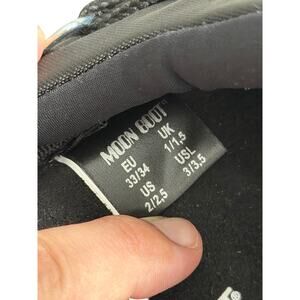 MOON BOOT®
EU UK
33/34 1/1,5
US USL
2/2,5 3/3,5